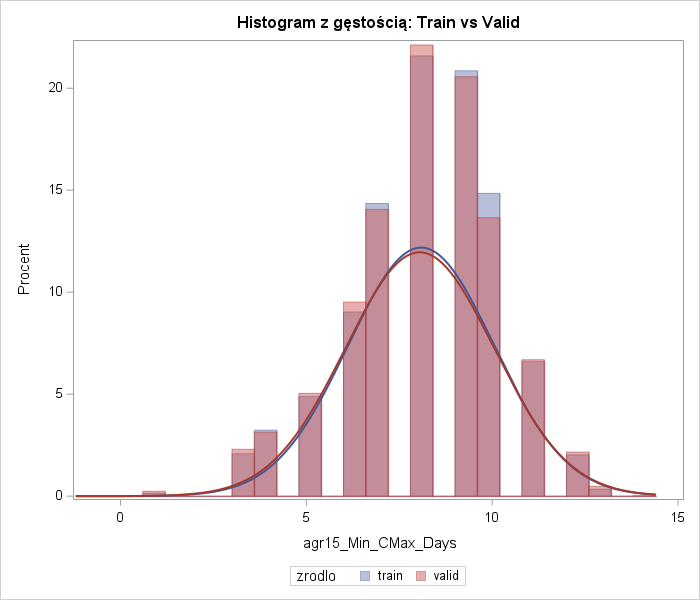 Histogram z gęstością: Train vs Valid
20
15
10
5
0
Procent
0 5 10 15
agr15_Min_CMax_Days
zrodlo train valid